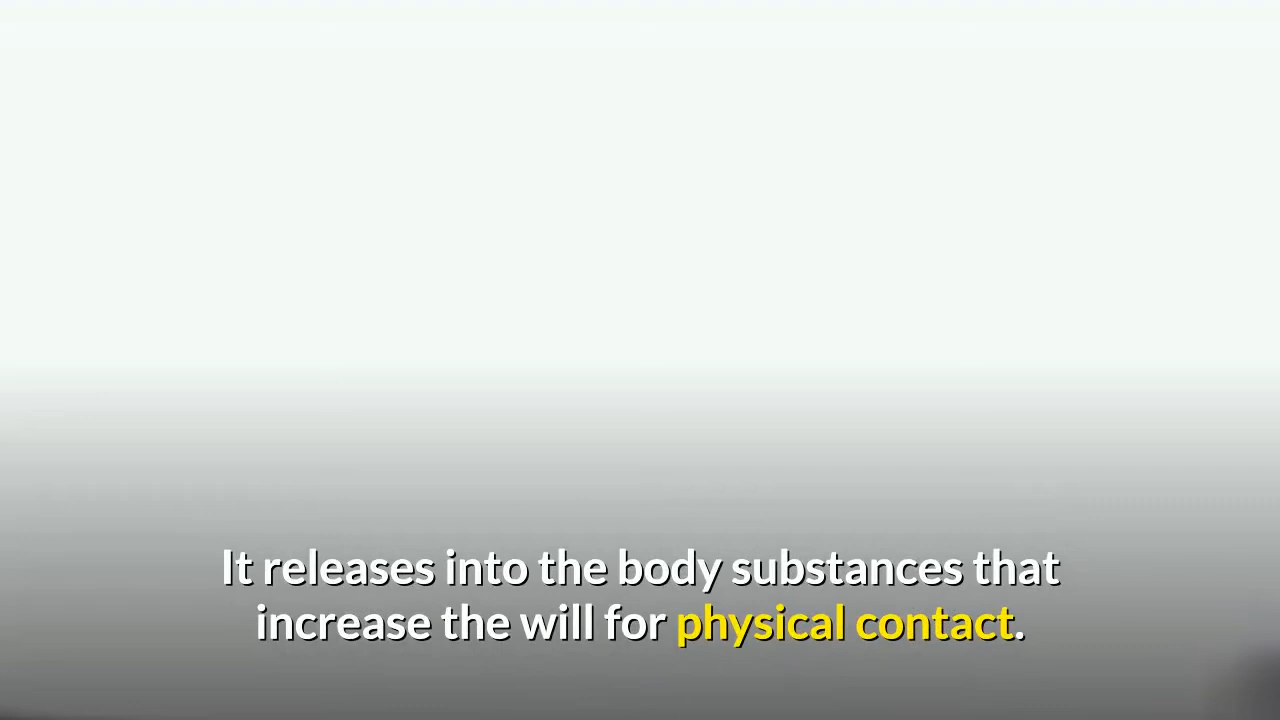 It releases into the body substances that
increase the will for physical contact.